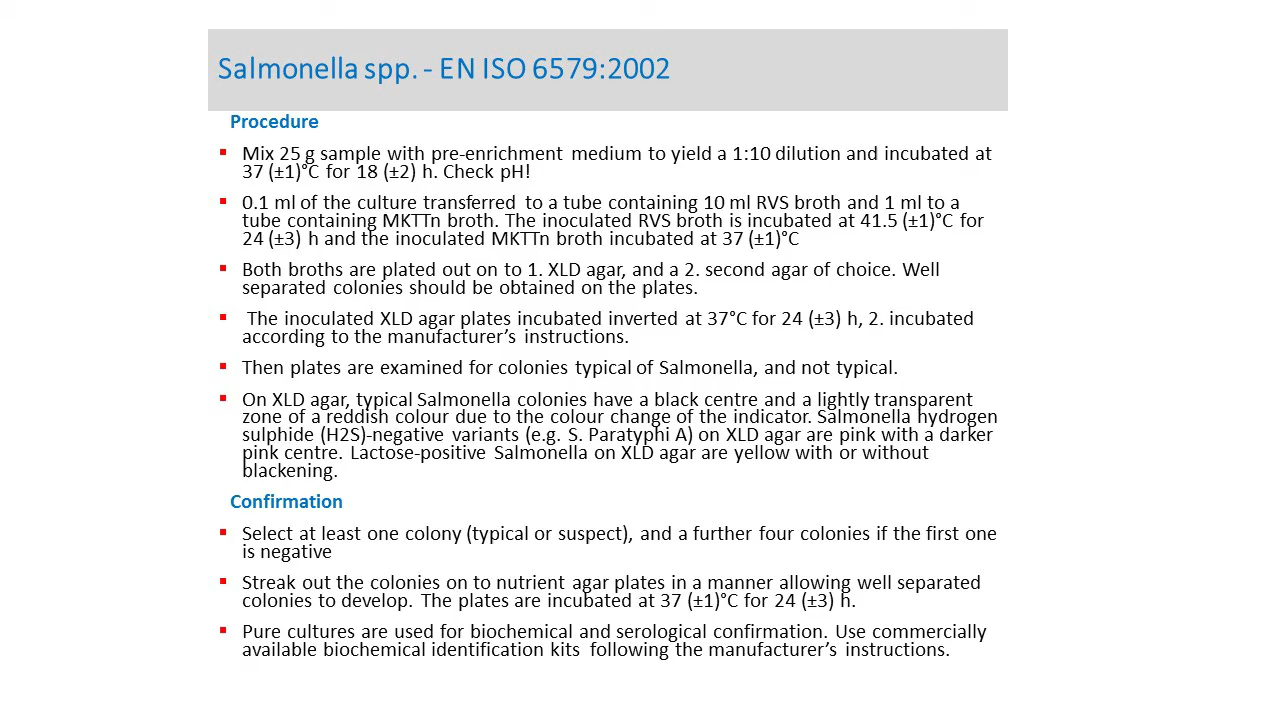 Salmonella spp. - EN ISO 6579:2002
Procedure
▪ Mix 25 g sample with pre-enrichment medium to yield a 1:10 dilution and incubated at
37 (±1)°C for 18 (±2) h. Check pH!
▪ 0.1 ml of the culture transferred to a tube containing 10 ml RVS broth and 1 ml to a
tube containing MKTTn broth. The inoculated RVS broth is incubated at 41.5 (±1)°C for
24 (±3) h and the inoculated MKTTn broth incubated at 37 (±1)°C
▪ Both broths are plated out on to 1. XLD agar, and a 2. second agar of choice. Well
separated colonies should be obtained on the plates.
▪ The inoculated XLD agar plates incubated inverted at 37°C for 24 (±3) h, 2. incubated
according to the manufacturer’s instructions.
▪ Then plates are examined for colonies typical of Salmonella, and not typical.
▪ On XLD agar, typical Salmonella colonies have a black centre and a lightly transparent
zone of a reddish colour due to the colour change of the indicator. Salmonella hydrogen
sulphide (H2S)-negative variants (e.g. S. Paratyphi A) on XLD agar are pink with a darker
pink centre. Lactose-positive Salmonella on XLD agar are yellow with or without
blackening.
Confirmation
▪ Select at least one colony (typical or suspect), and a further four colonies if the first one
is negative
▪ Streak out the colonies on to nutrient agar plates in a manner allowing well separated
colonies to develop. The plates are incubated at 37 (±1)°C for 24 (±3) h.
▪ Pure cultures are used for biochemical and serological confirmation. Use commercially
available biochemical identification kits following the manufacturer’s instructions.